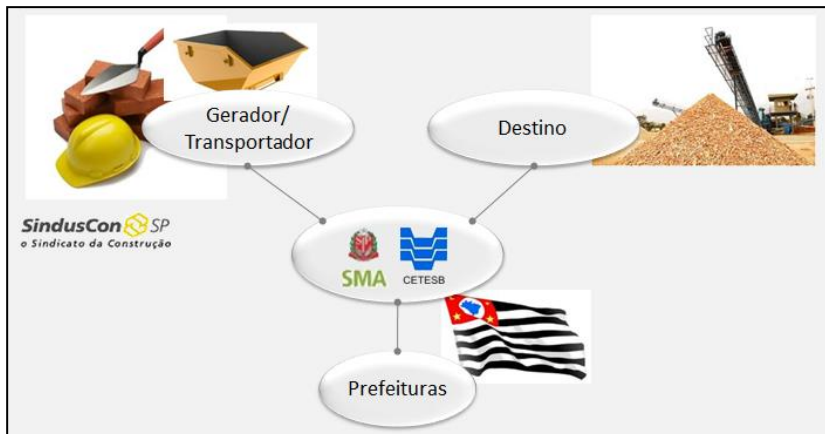 Gerador/
Transportador
Destino
SindusCon SP
o Sindicato da Construção
SMA
CETESB
Prefeituras